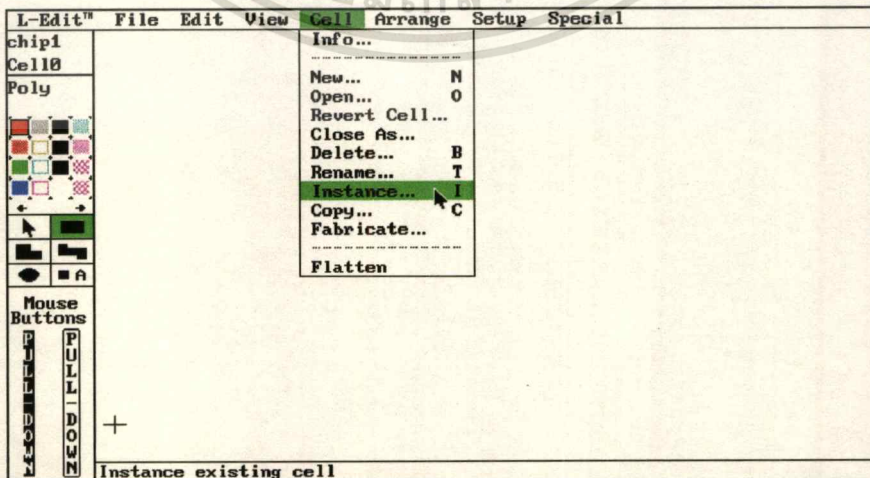 L-Edit™ File Edit View Cell Arrange Setup Special
chip1
Cell0
Poly
Info...
New... N
Open... O
Revert Cell...
Close As...
Delete... B
Rename... T
Instance... I
Copy... C
Fabricate...
Flatten
A
Mouse
Buttons
PULL-DOWN
PULL-DOWN
Instance existing cell